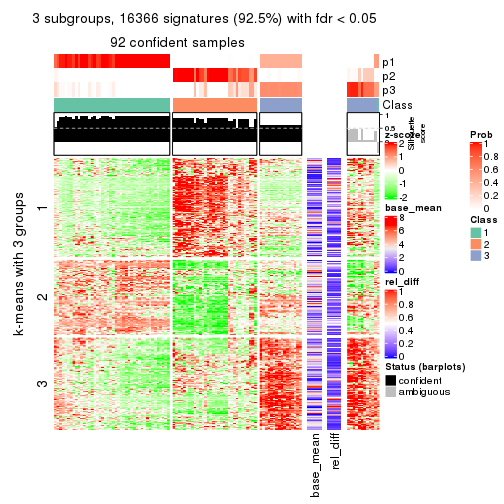 3 subgroups, 16366 signatures (92.5%) with fdr < 0.05
92 confident samples
p1
p2
p3
Class
1
0.5
0
Silhouette
score
k-means with 3 groups
1
2
3
base_mean
rel_diff
z-score
2
1
0
-1
-2
base_mean
8
6
4
2
0
rel_diff
1
0.8
0.6
0.4
0.2
0
Status (barplots)
confident
ambiguous
Prob
1
0.8
0.6
0.4
0.2
0
Class
1
2
3